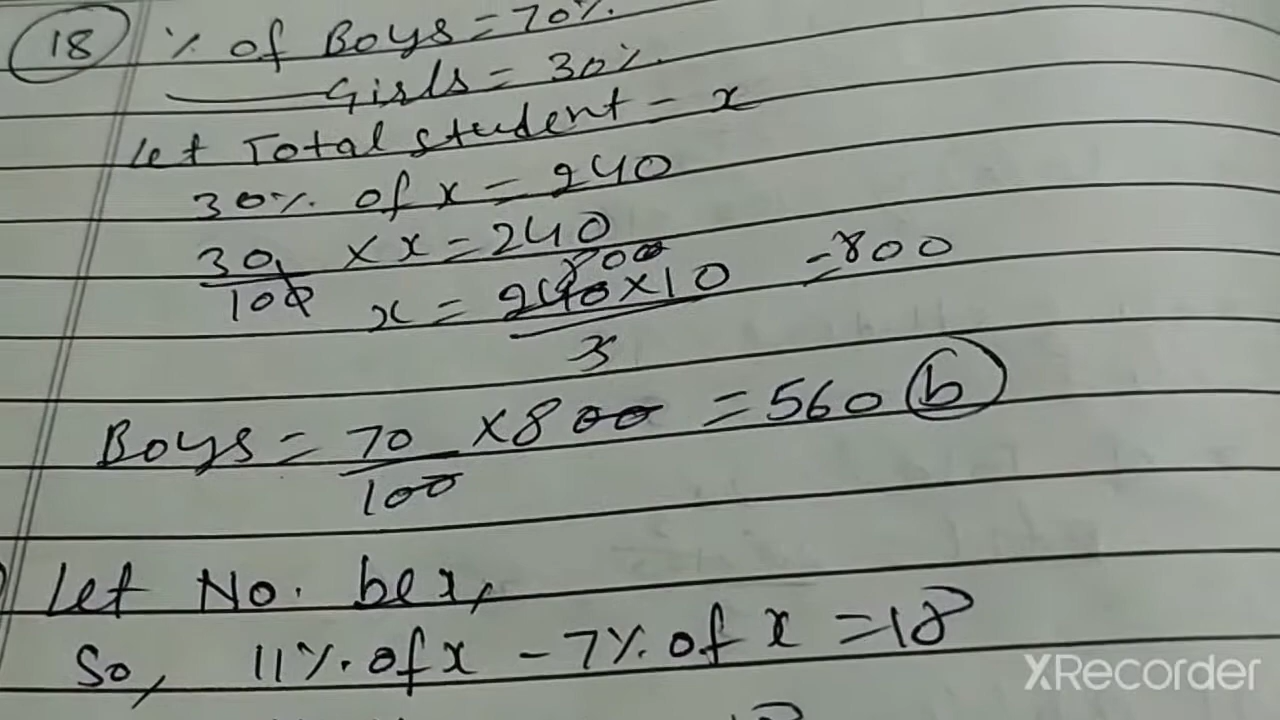 18 % of Boys = 70%.
Girls = 30%.
Let Total student = x
30% of x = 240
30/100 × x = 240
800
x = 240×10/3 = 800
Boys = 70/100 × 800 = 560 b
Let No. be x,
So, 11% of x - 7% of x = 18
XRecorder